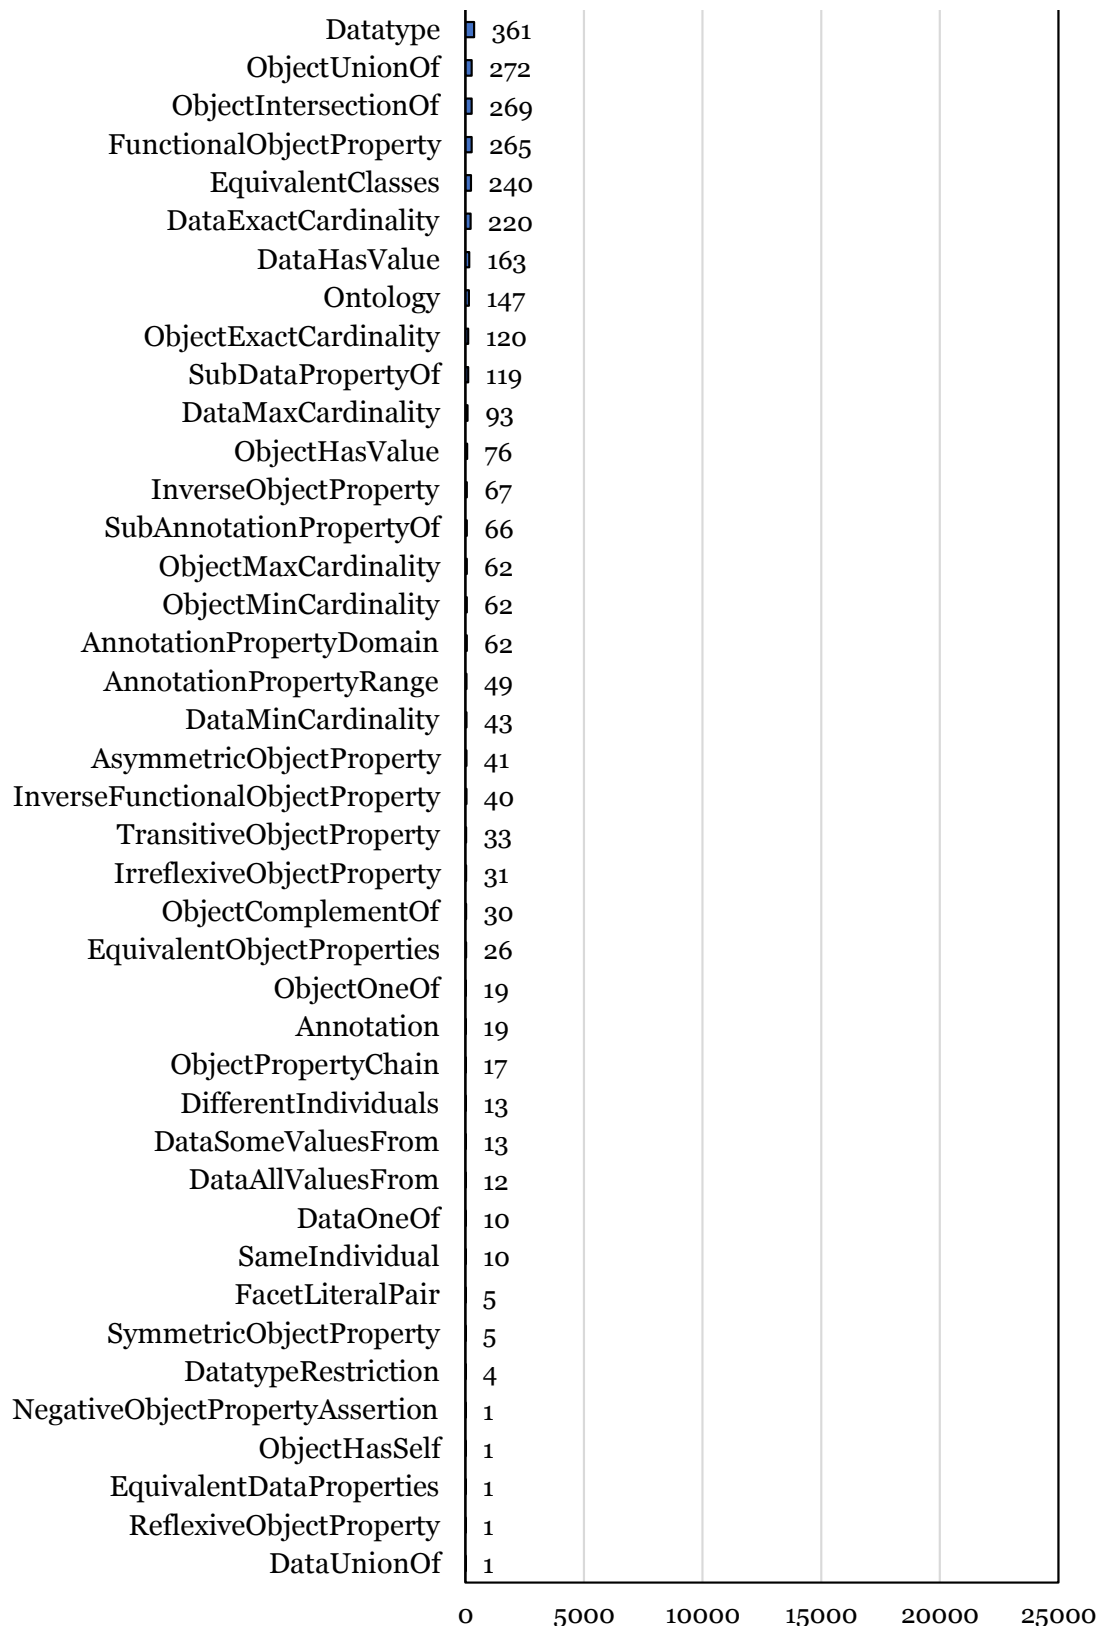 Datatype 361
ObjectUnionOf 272
ObjectIntersectionOf 269
FunctionalObjectProperty 265
EquivalentClasses 240
DataExactCardinality 220
DataHasValue 163
Ontology 147
ObjectExactCardinality 120
SubDataPropertyOf 119
DataMaxCardinality 93
ObjectHasValue 76
InverseObjectProperty 67
SubAnnotationPropertyOf 66
ObjectMaxCardinality 62
ObjectMinCardinality 62
AnnotationPropertyDomain 62
AnnotationPropertyRange 49
DataMinCardinality 43
AsymmetricObjectProperty 41
InverseFunctionalObjectProperty 40
TransitiveObjectProperty 33
IrreflexiveObjectProperty 31
ObjectComplementOf 30
EquivalentObjectProperties 26
ObjectOneOf 19
Annotation 19
ObjectPropertyChain 17
DifferentIndividuals 13
DataSomeValuesFrom 13
DataAllValuesFrom 12
DataOneOf 10
SameIndividual 10
FacetLiteralPair 5
SymmetricObjectProperty 5
DatatypeRestriction 4
NegativeObjectPropertyAssertion 1
ObjectHasSelf 1
EquivalentDataProperties 1
ReflexiveObjectProperty 1
DataUnionOf 1
0 5000 10000 15000 20000 25000